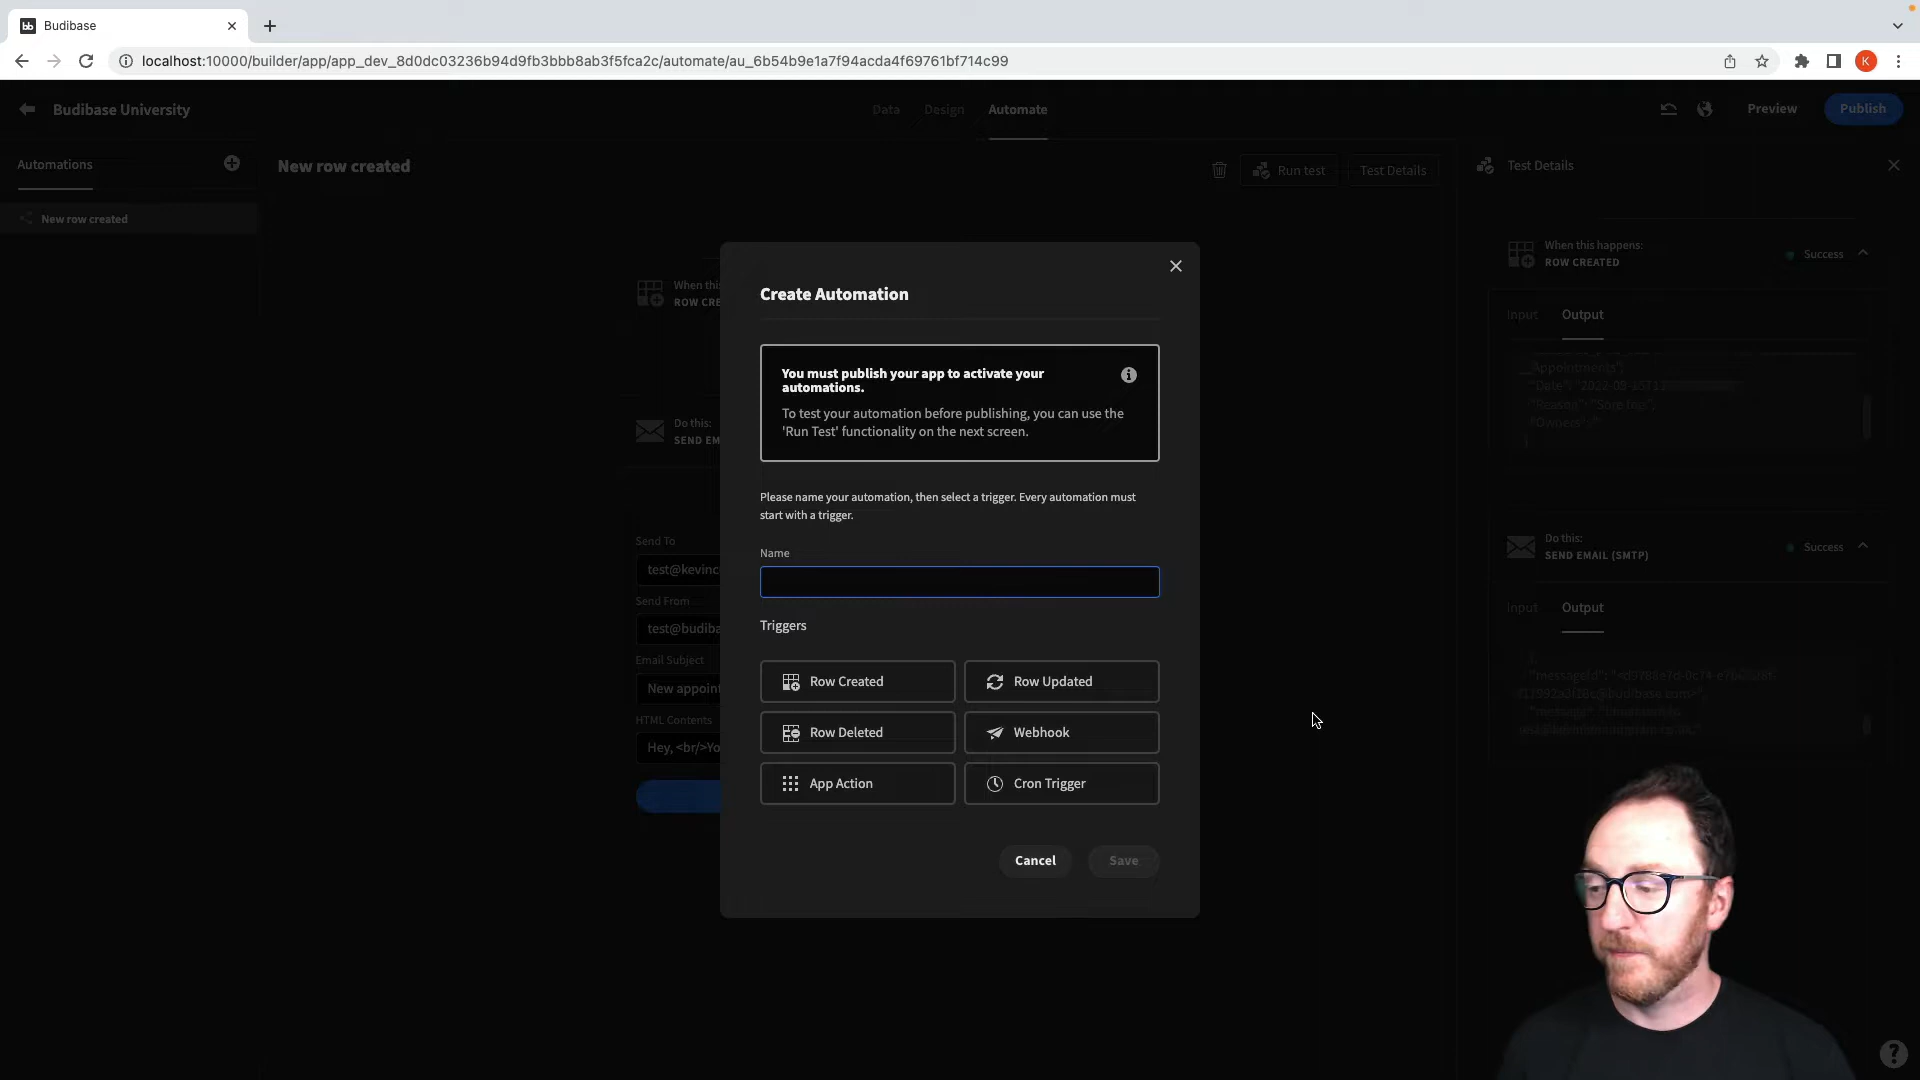 Budibase
localhost:10000/builder/app/app_dev_8d0dc03236b94d9fb3bbb8ab3f5fca2c/automate/au_6b54b9e1a7f94acda4f69761bf714c99
K
Budibase University
Data
Design
Automate
Preview
Publish
Automations
New row created
Run test
Test Details
Test Details
New row created
When this
ROW CRE
Do this:
SEND EM
Send To
test@kevinc
Send From
test@budiba
Email Subject
New appoint
HTML Contents
Hey, <br/>Yo
Create Automation
You must publish your app to activate your
automations.
To test your automation before publishing, you can use the
'Run Test' functionality on the next screen.
Please name your automation, then select a trigger. Every automation must
start with a trigger.
Name
Triggers
Row Created
Row Updated
Row Deleted
Webhook
App Action
Cron Trigger
Cancel
Save
When this happens:
ROW CREATED
Success
Input
Output
Appointments",
"Reason":
"Owners":
Do this:
SEND EMAIL (SMTP)
Success
Input
Output
"messageId":
"message":